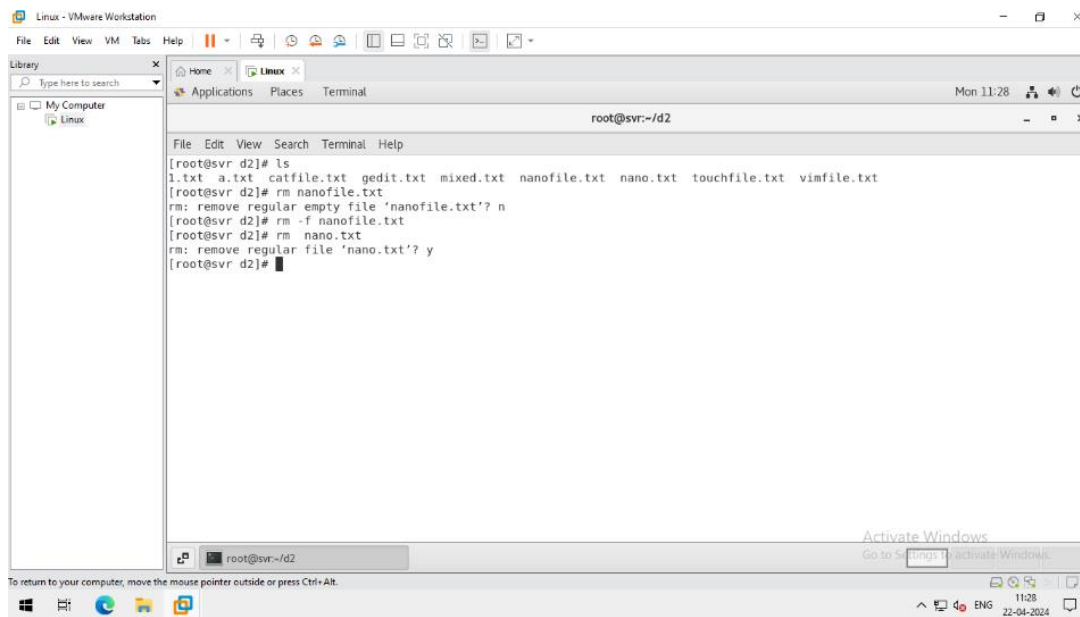 Linux - VMware Workstation
File Edit View VM Tabs Help
Library
Type here to search
My Computer
Linux
Home Linux
Applications Places Terminal Mon 11:28
root@svr:~/d2
File Edit View Search Terminal Help
[root@svr d2]# ls
1.txt a.txt catfile.txt gedit.txt mixed.txt nanofile.txt nano.txt touchfile.txt vimfile.txt
[root@svr d2]# rm nanofile.txt
rm: remove regular empty file ‘nanofile.txt’? n
[root@svr d2]# rm -f nanofile.txt
[root@svr d2]# rm  nano.txt
rm: remove regular file ‘nano.txt’? y
[root@svr d2]#
Activate Windows
Go to Settings to activate Windows.
root@svr:~/d2
To return to your computer, move the mouse pointer outside or press Ctrl+Alt.
ENG
11:28
22-04-2024